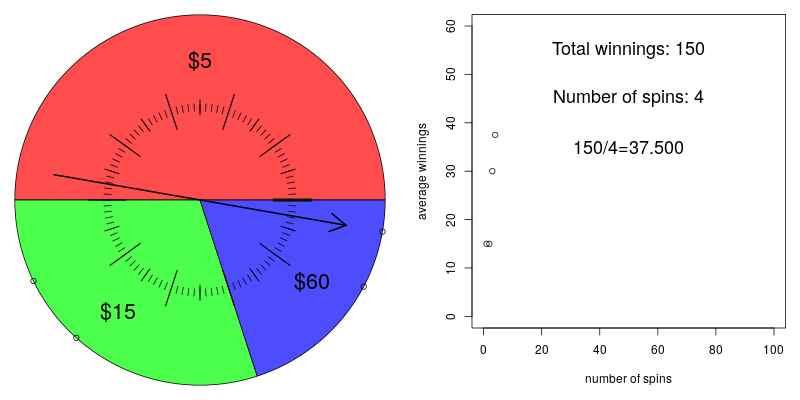 $5
$15
$60
Total winnings: 150
Number of spins: 4
150/4=37.500
average winnings
60
50
40
30
20
10
0
0 20 40 60 80 100
number of spins